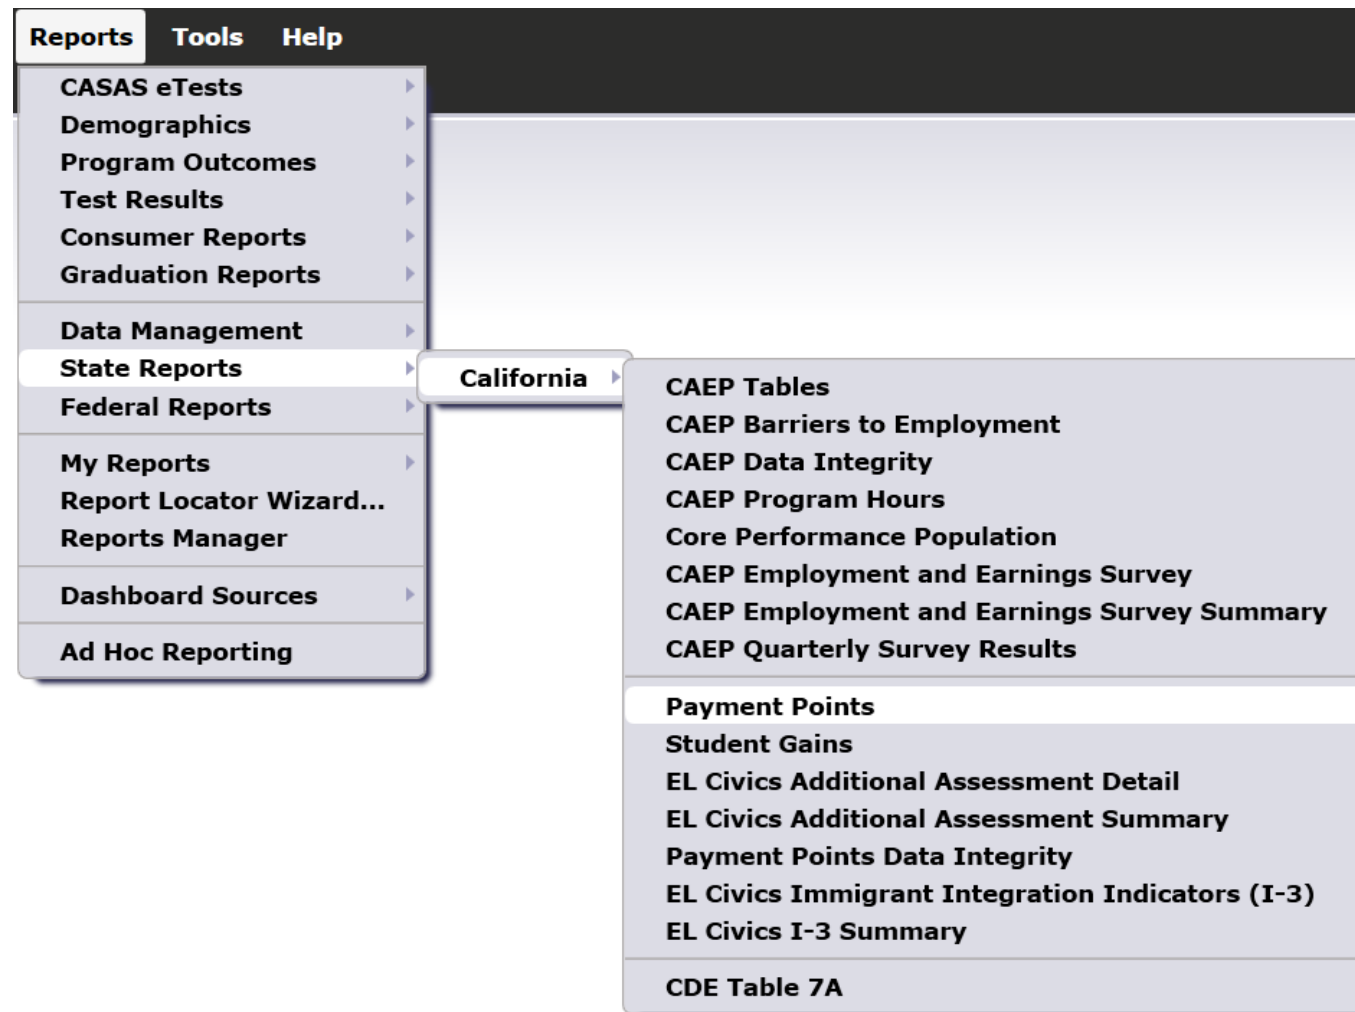 Reports Tools Help
CASAS eTests
Demographics
Program Outcomes
Test Results
Consumer Reports
Graduation Reports
Data Management
State Reports
Federal Reports
My Reports
Report Locator Wizard...
Reports Manager
Dashboard Sources
Ad Hoc Reporting
California
CAEP Tables
CAEP Barriers to Employment
CAEP Data Integrity
CAEP Program Hours
Core Performance Population
CAEP Employment and Earnings Survey
CAEP Employment and Earnings Survey Summary
CAEP Quarterly Survey Results
Payment Points
Student Gains
EL Civics Additional Assessment Detail
EL Civics Additional Assessment Summary
Payment Points Data Integrity
EL Civics Immigrant Integration Indicators (I-3)
EL Civics I-3 Summary
CDE Table 7A